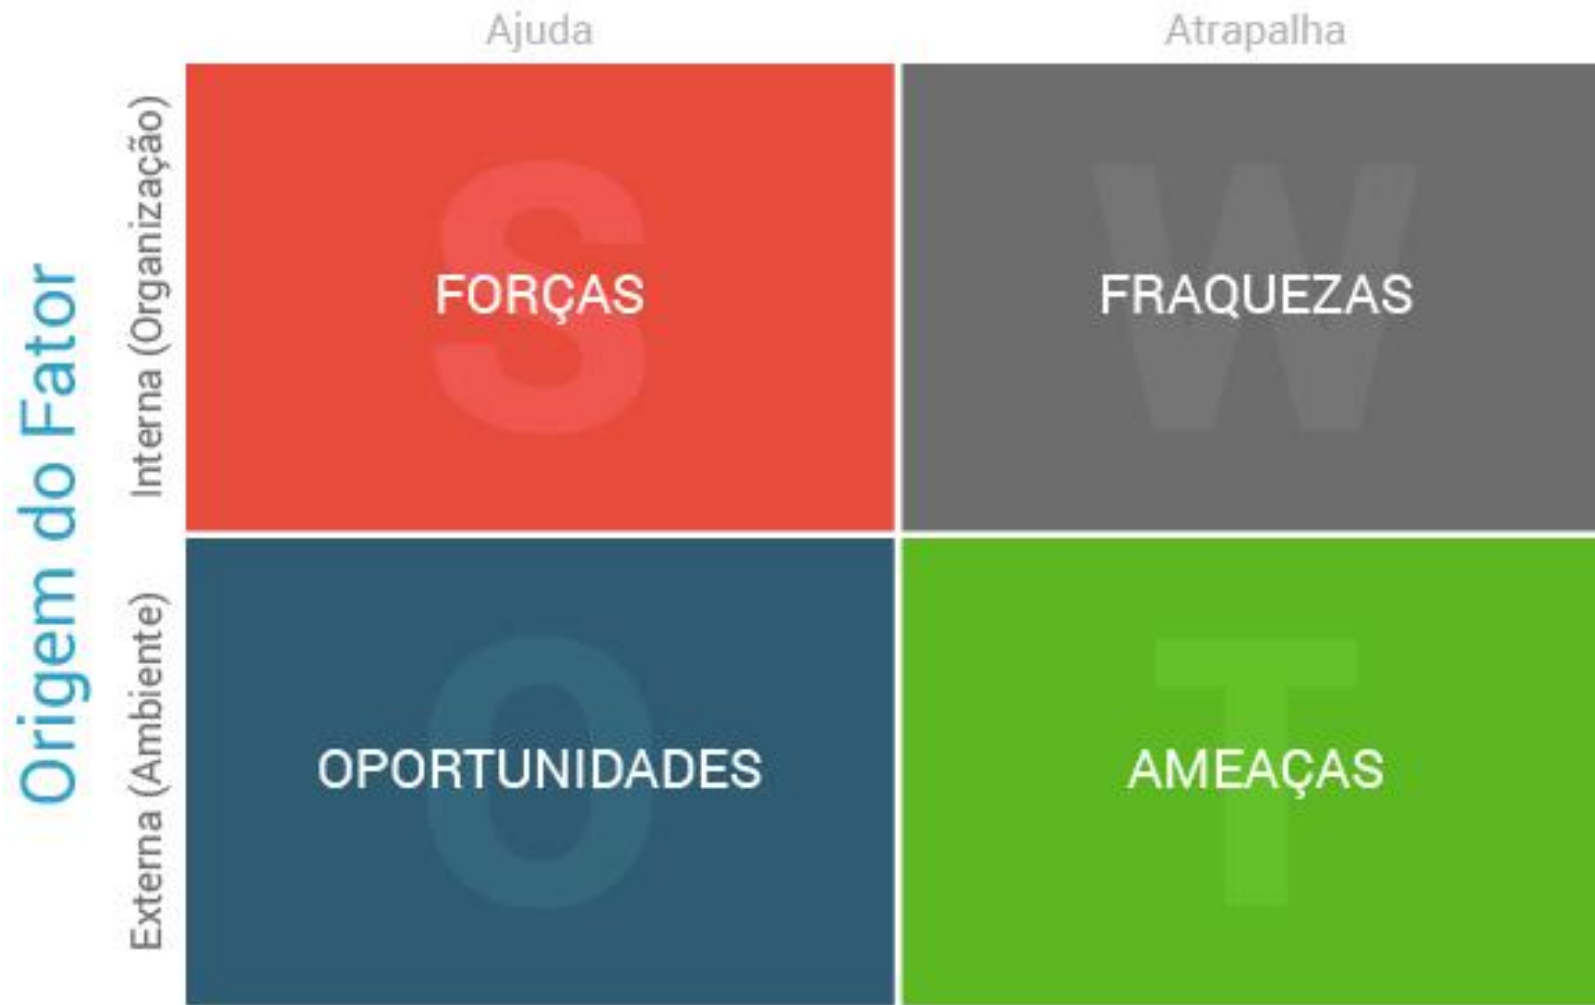 Ajuda
Atrapalha
Origem do Fator
Interna (Organização)
S
FORÇAS
W
FRAQUEZAS
Externa (Ambiente)
O
OPORTUNIDADES
T
AMEAÇAS